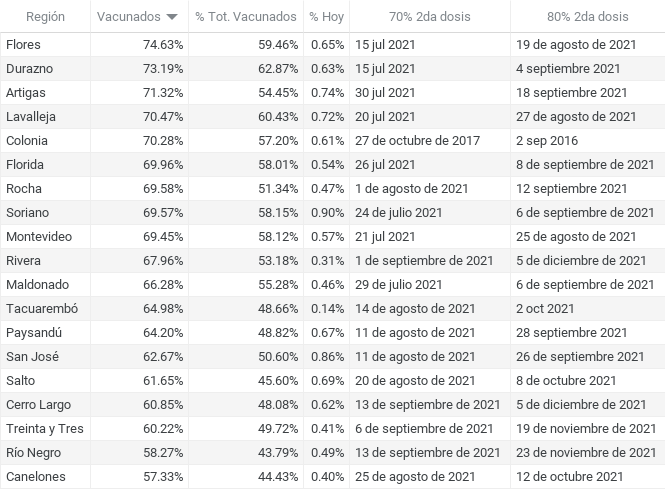 Región Vacunados % Tot. Vacunados % Hoy 70% 2da dosis 80% 2da dosis
Flores 74.63% 59.46% 0.65% 15 jul 2021 19 de agosto de 2021
Durazno 73.19% 62.87% 0.63% 15 jul 2021 4 septiembre 2021
Artigas 71.32% 54.45% 0.74% 30 jul 2021 18 septiembre 2021
Lavalleja 70.47% 60.43% 0.72% 20 jul 2021 27 de agosto de 2021
Colonia 70.28% 57.20% 0.61% 27 de octubre de 2017 2 sep 2016
Florida 69.96% 58.01% 0.54% 26 jul 2021 8 de septiembre de 2021
Rocha 69.58% 51.34% 0.47% 1 de agosto de 2021 12 septiembre 2021
Soriano 69.57% 58.15% 0.90% 24 de julio 2021 6 de septiembre de 2021
Montevideo 69.45% 58.12% 0.57% 21 jul 2021 25 de agosto de 2021
Rivera 67.96% 53.18% 0.31% 1 de septiembre de 2021 5 de diciembre de 2021
Maldonado 66.28% 55.28% 0.46% 29 de julio 2021 6 de septiembre de 2021
Tacuarembó 64.98% 48.66% 0.14% 14 de agosto de 2021 2 oct 2021
Paysandú 64.20% 48.82% 0.67% 11 de agosto de 2021 28 septiembre 2021
San José 62.67% 50.60% 0.86% 11 de agosto de 2021 26 de septiembre de 2021
Salto 61.65% 45.60% 0.69% 20 de agosto de 2021 8 de octubre 2021
Cerro Largo 60.85% 48.08% 0.62% 13 de septiembre de 2021 5 de diciembre de 2021
Treinta y Tres 60.22% 49.72% 0.41% 6 de septiembre de 2021 19 de noviembre de 2021
Río Negro 58.27% 43.79% 0.49% 13 de septiembre de 2021 23 de noviembre de 2021
Canelones 57.33% 44.43% 0.40% 25 de agosto de 2021 12 de octubre 2021